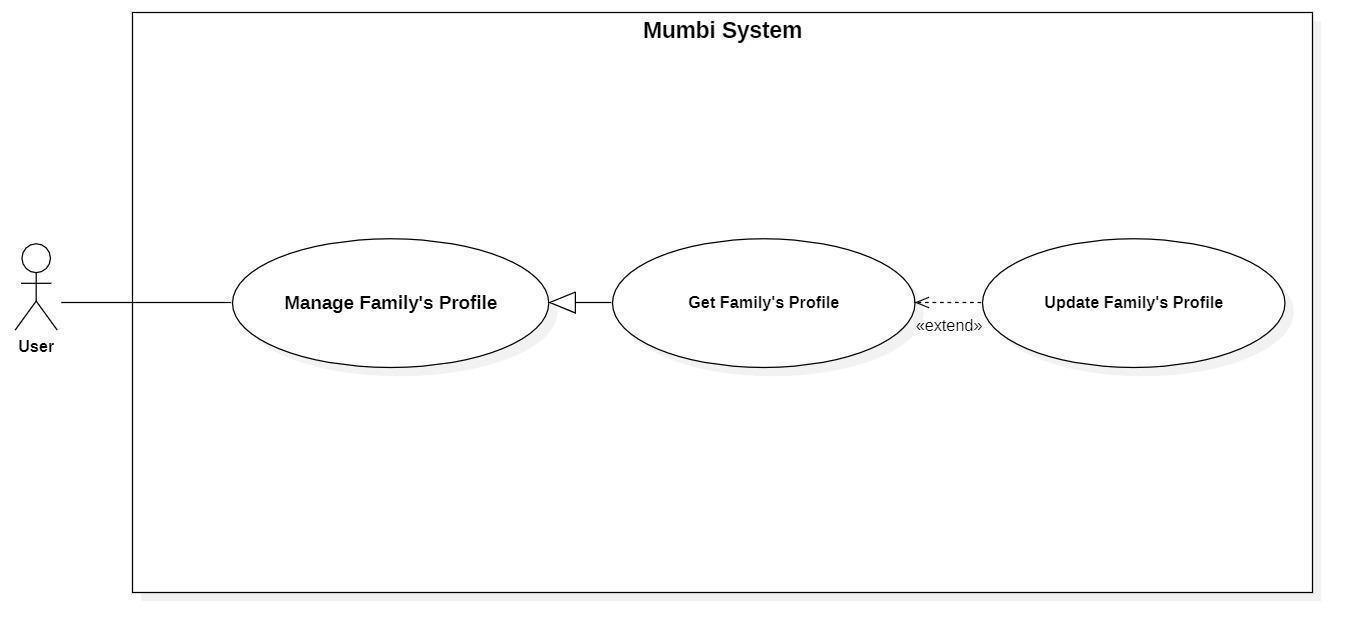 Mumbi System
Manage Family's Profile
Get Family's Profile
Update Family's Profile
«extend»
User